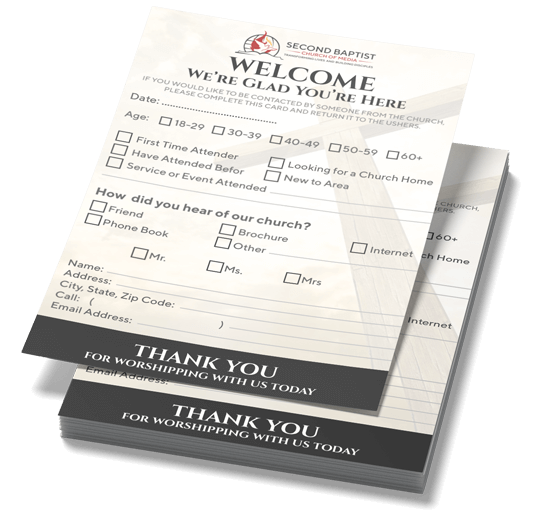 SECOND BAPTIST
CHURCH OF MEDIA
TRANSFORMING LIVES AND BUILDING DISCIPLES
WELCOME
WE'RE GLAD YOU'RE HERE
IF YOU WOULD LIKE TO BE CONTACTED BY SOMEONE FROM THE CHURCH,
PLEASE COMPLETE THIS CARD AND RETURN IT TO THE USHERS.
Date:
Age: 18-29 30-39 40-49 50-59 60+
First Time Attender
Looking for a Church Home
Have Attended Befor
New to Area
Service or Event Attended
How did you hear of our church?
Friend
Brochure
Internet
Phone Book
Other
Mr. Ms. Mrs
Name:
Address:
City, State, Zip Code:
Call: ( )
Email Address:
THANK YOU
FOR WORSHIPPING WITH US TODAY
CHURCH,
HERS.
60+
ch Home
Internet
Email Address:
THANK YOU
FOR WORSHIPPING WITH US TODAY